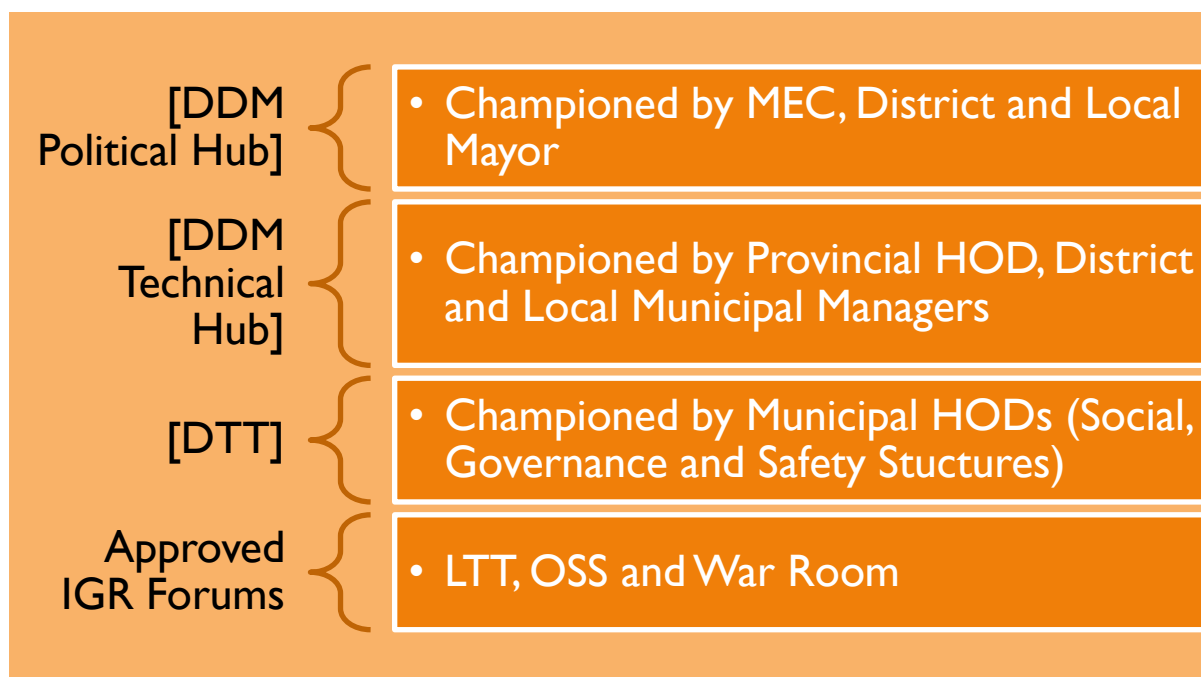 [DDM
Political Hub]
• Championed by MEC, District and Local
Mayor
[DDM
Technical
Hub]
• Championed by Provincial HOD, District
and Local Municipal Managers
[DTT]
• Championed by Municipal HODs (Social,
Governance and Safety Stuctures)
Approved
IGR Forums
• LTT, OSS and War Room